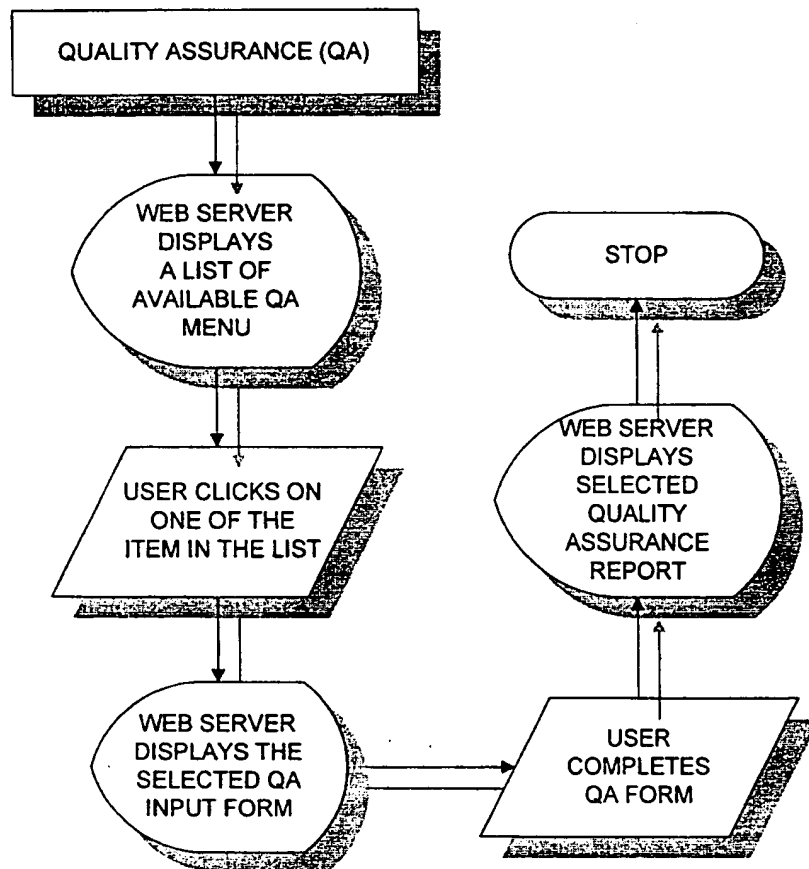 QUALITY ASSURANCE (QA)
WEB SERVER
DISPLAYS
A LIST OF
AVAILABLE QA
MENU
USER CLICKS ON
ONE OF THE
ITEM IN THE LIST
WEB SERVER
DISPLAYS THE
SELECTED QA
INPUT FORM
USER
COMPLETES
QA FORM
WEB SERVER
DISPLAYS
SELECTED
QUALITY
ASSURANCE
REPORT
STOP